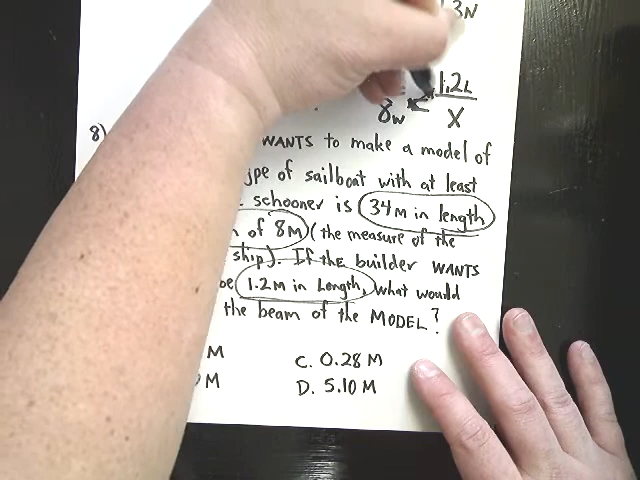 .3N
1.2L
8W X
8) WANTS to make a model of
ype of sailboat with at least
schooner is 34M in length
of 8M) (the measure of the
ship). If the builder WANTS
be 1.2M in Length, what would
the beam of the MODEL?
M C. 0.28 M
M D. 5.10 M